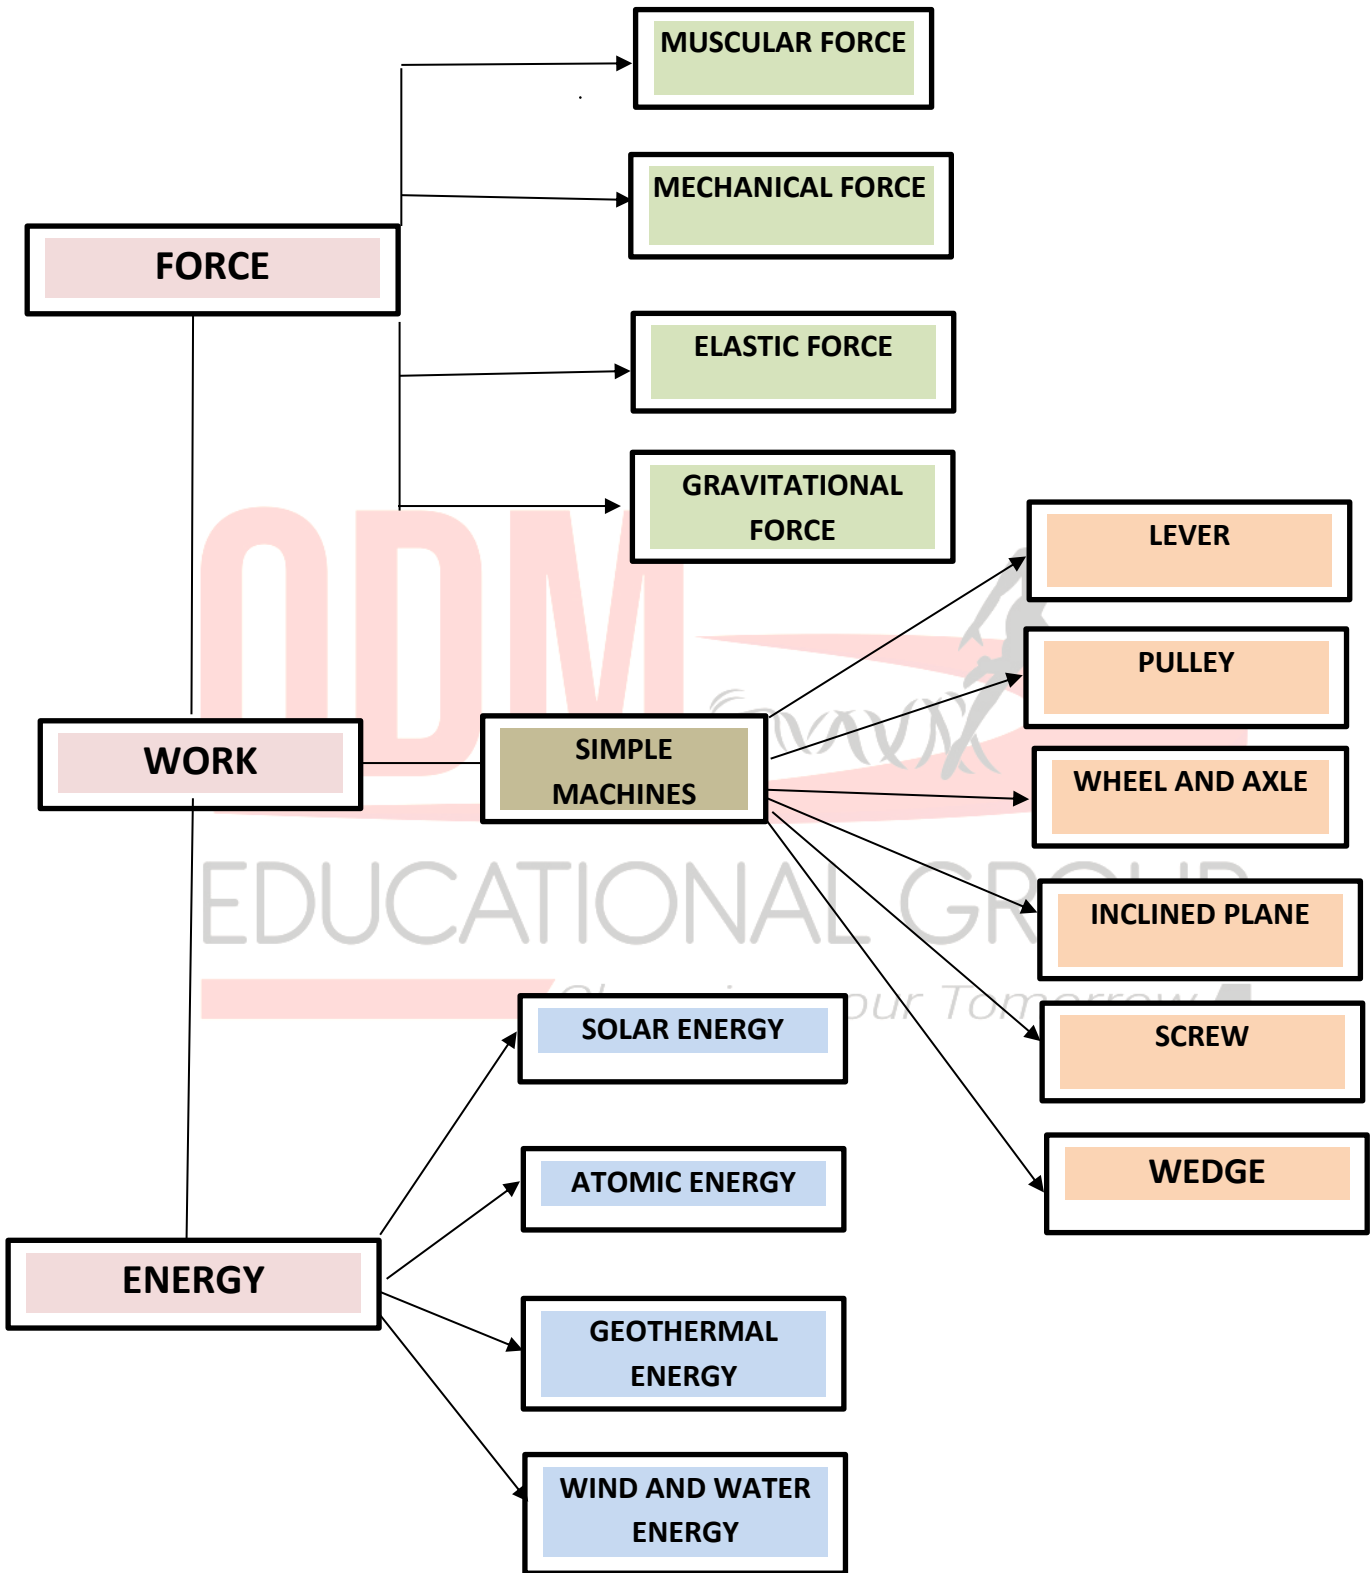 MUSCULAR FORCE
MECHANICAL FORCE
FORCE
ELASTIC FORCE
GRAVITATIONAL
FORCE
LEVER
PULLEY
WORK
SIMPLE
MACHINES
WHEEL AND AXLE
INCLINED PLANE
SCREW
WEDGE
SOLAR ENERGY
ATOMIC ENERGY
ENERGY
GEOTHERMAL
ENERGY
WIND AND WATER
ENERGY
ODM
EDUCATIONAL GROUP
Tomorrow